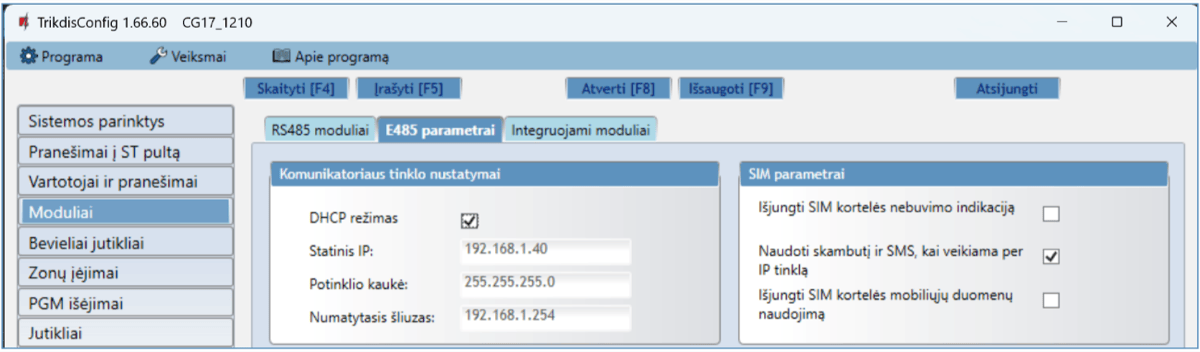 TrikdisConfig 1.66.60 CG17_1210
Programa Veiksmai Apie programą
Skaityti [F4] Įrašyti [F5] Atverti [F8] Išsaugoti [F9] Atsijungti
Sistemos parinktys
Pranešimai į ST pultą
Vartotojai ir pranešimai
Moduliai
Bevieliai jutikliai
Zonų įėjimai
PGM išėjimai
Jutikliai
RS485 moduliai E485 parametrai Integruojami moduliai
Komunikatoriaus tinklo nustatymai
DHCP režimas
Statinis IP: 192.168.1.40
Potinklio kaukė: 255.255.255.0
Numatytasis šliuzas: 192.168.1.254
SIM parametrai
Išjungti SIM kortelės nebuvimo indikaciją
Naudoti skambutį ir SMS, kai veikiama per
IP tinklą
Išjungti SIM kortelės mobiliųjų duomenų
naudojimą